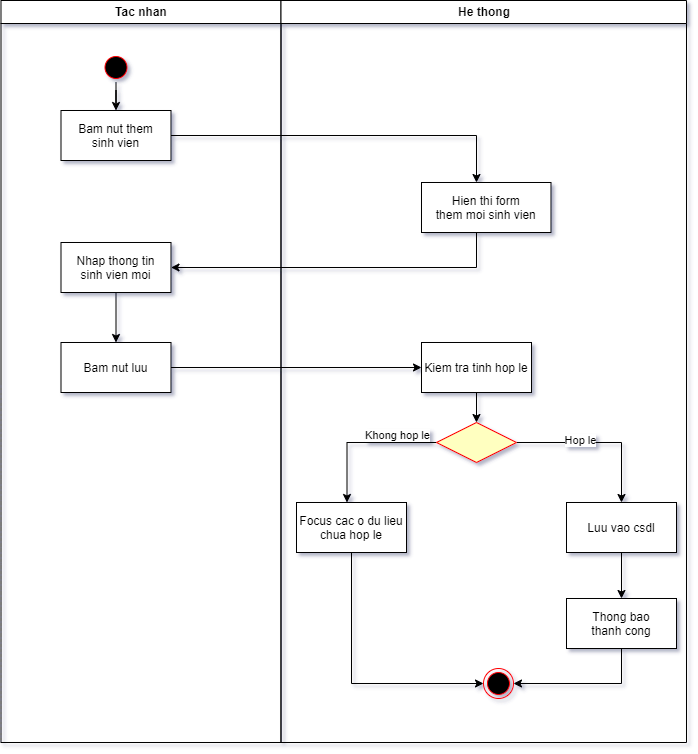 Tac nhan
He thong
Bam nut them
sinh vien
Hien thi form
them moi sinh vien
Nhap thong tin
sinh vien moi
Bam nut luu
Kiem tra tinh hop le
Khong hop le
Hop le
Focus cac o du lieu
chua hop le
Luu vao csdl
Thong bao
thanh cong